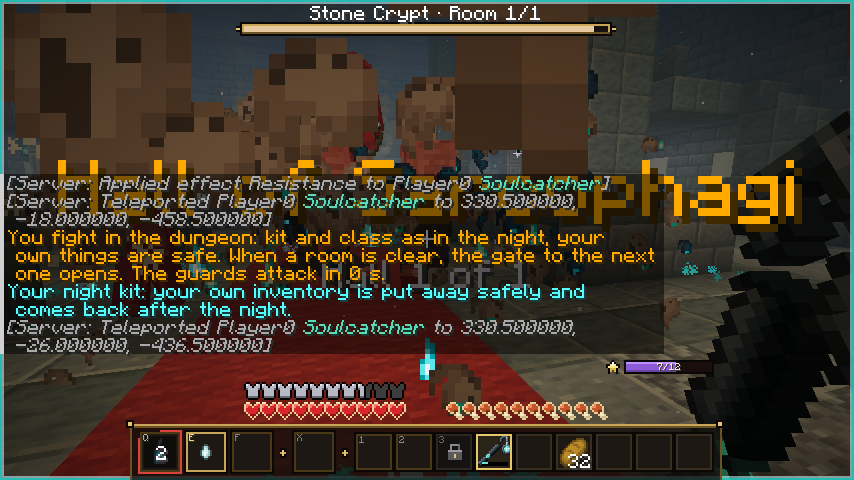 Stone Crypt · Room 1/1
[Server: Applied effect Resistance to Player0 Soulcatcher]
[Server: Teleported Player0 Soulcatcher to 330.500000,
-18.000000, -458.500000]
You fight in the dungeon: kit and class as in the night, your
own things are safe. When a room is clear, the gate to the next
one opens. The guards attack in 0 s.
Your night kit: your own inventory is put away safely and
comes back after the night.
[Server: Teleported Player0 Soulcatcher to 330.500000,
-26.000000, -436.500000]
7/12
Q E F X 1 2 3
2 32